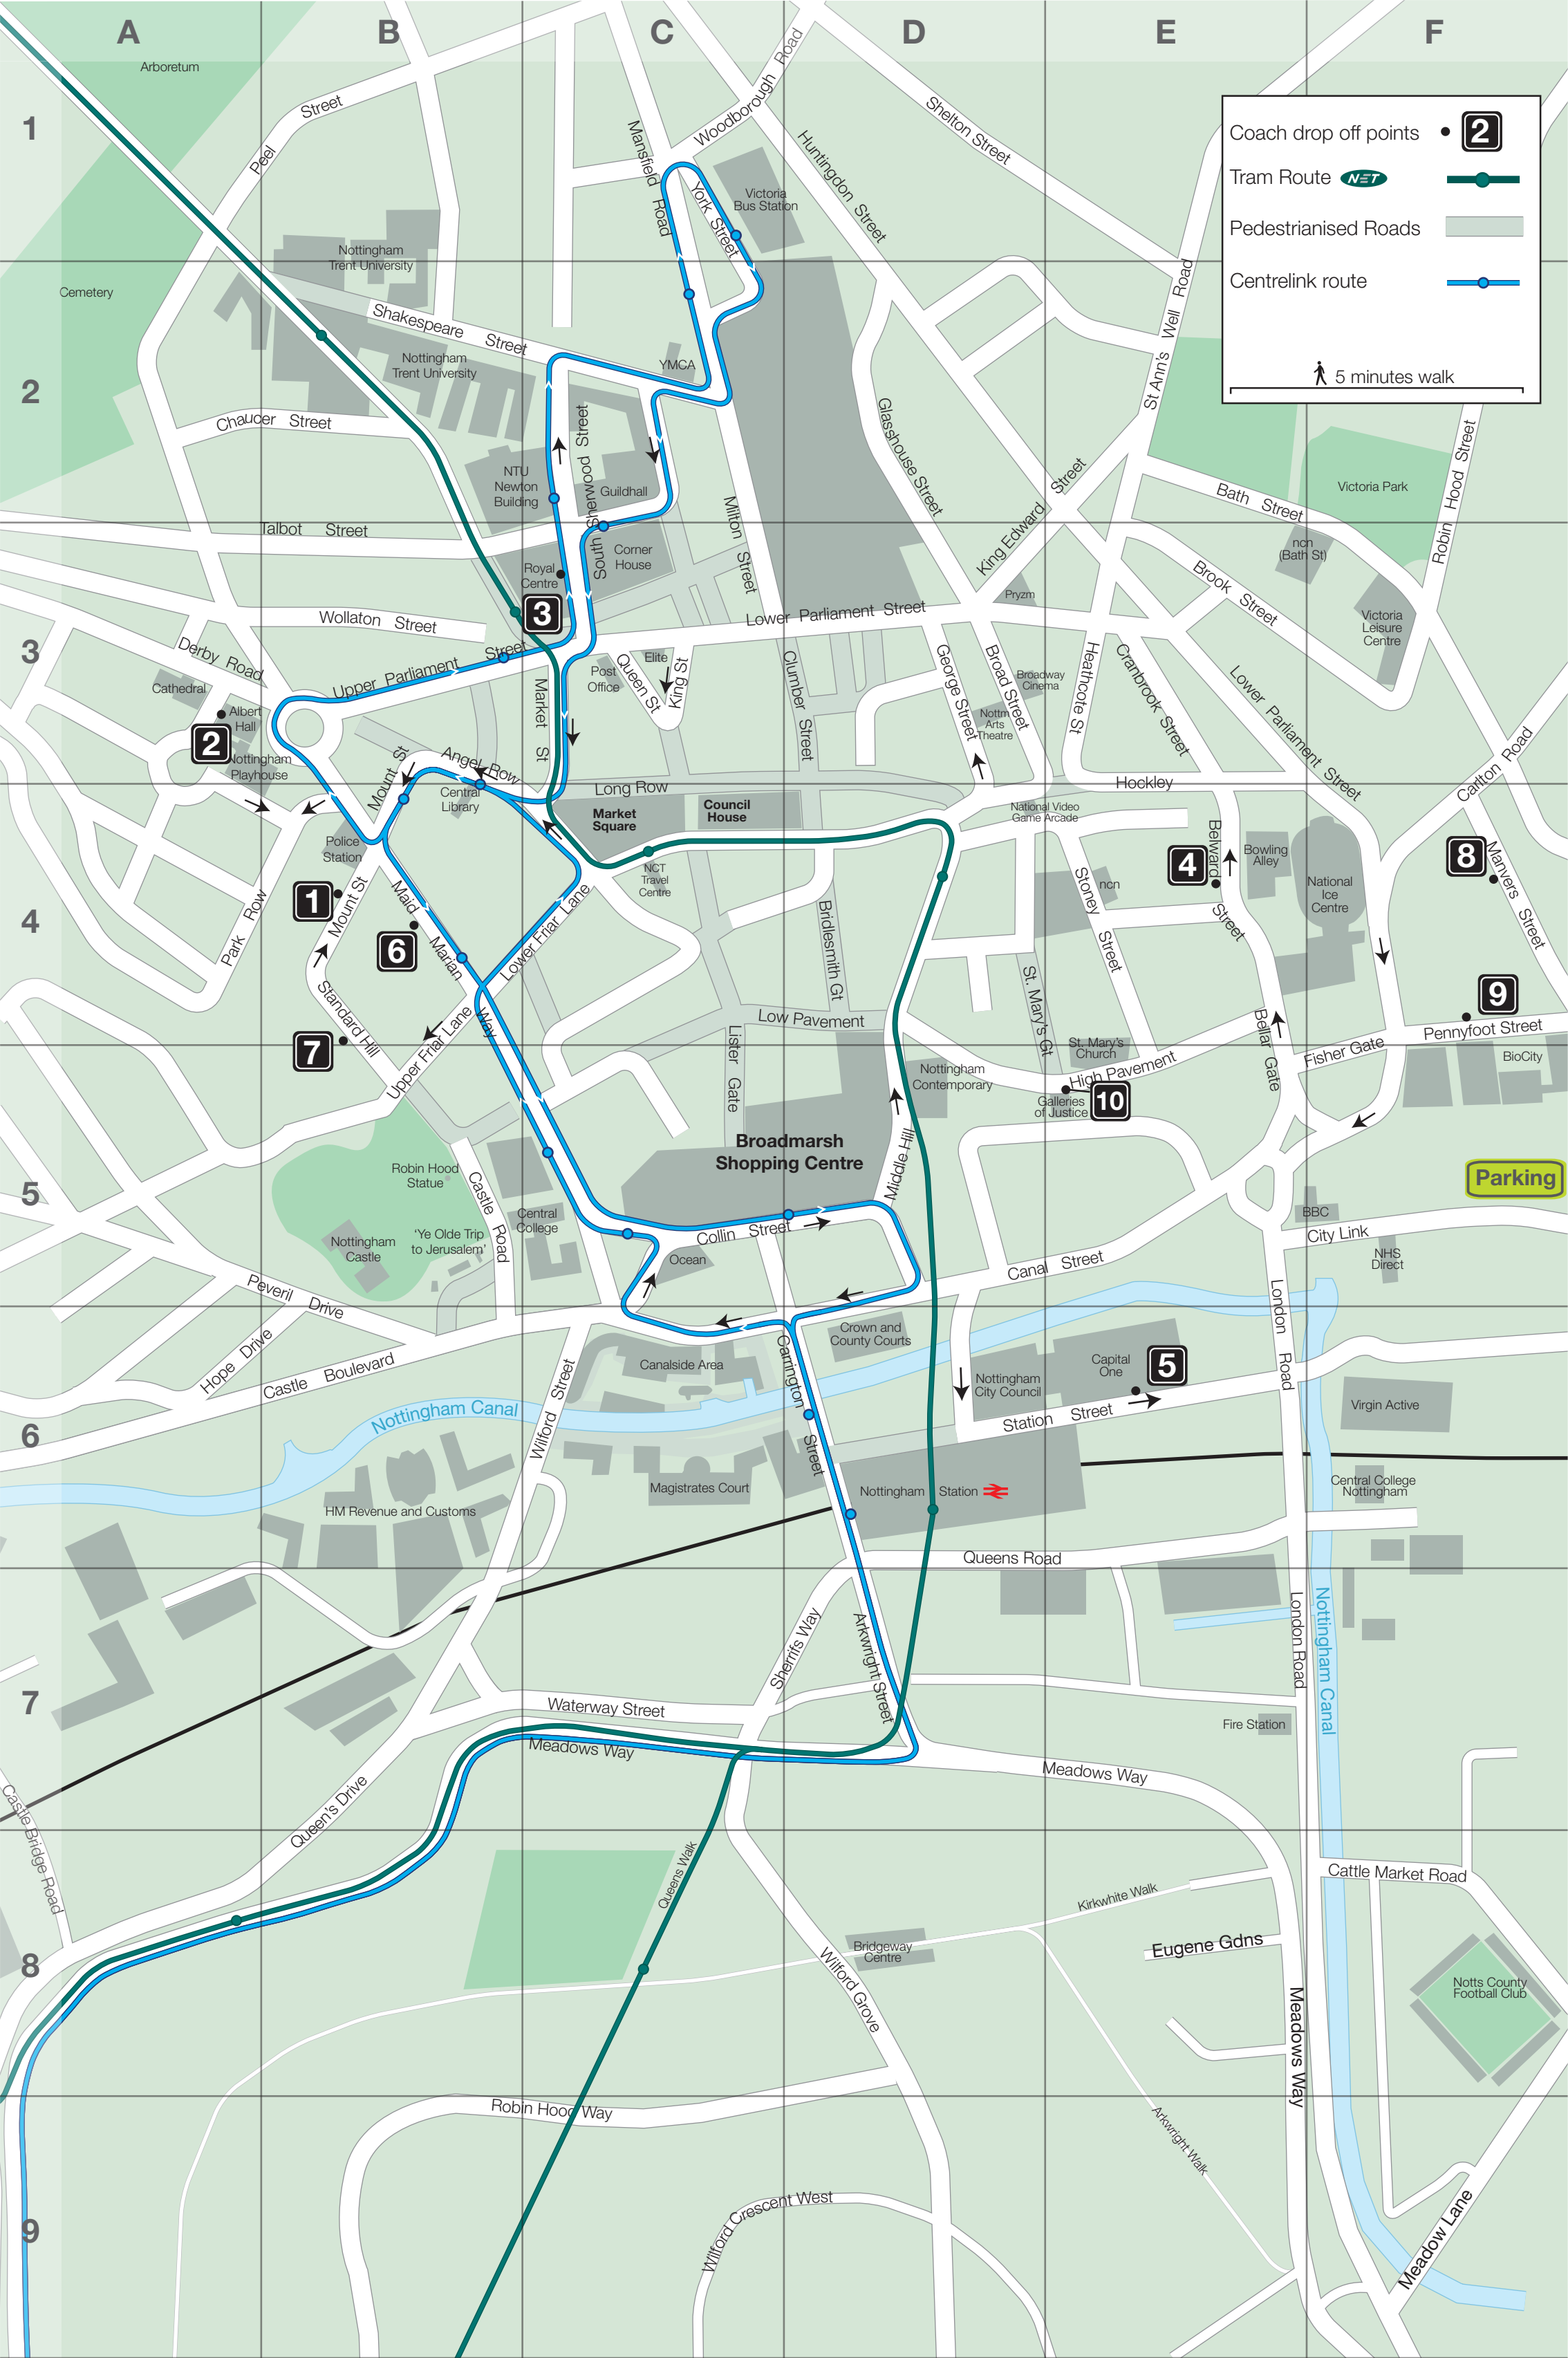 A B C D E F
1
2
3
4
5
6
7
8
9
Coach drop off points 2
Tram Route NET
Pedestrianised Roads
Centrelink route
5 minutes walk
Arboretum
Peel Street
Mansfield Road
Woodborough Road
York Street
Victoria
Bus Station
Huntingdon Street
Shelton Street
Nottingham
Trent University
Cemetery
Shakespeare Street
Nottingham
Trent University
YMCA
St Ann's Well Road
Chaucer Street
Glasshouse Street
NTU
Newton
Building
South Sherwood Street
Guildhall
Milton Street
King Edward Street
Bath Street
Victoria Park
Robin Hood Street
Talbot Street
Royal
Centre
Corner
House
3
ncn
(Bath St)
Pryzm
Brook Street
Victoria
Leisure
Centre
Wollaton Street
Lower Parliament Street
Derby Road
Upper Parliament Street
Cathedral
Albert
Hall
2
Nottingham
Playhouse
Market St
Post
Office
Queen St
Elite
King St
Clumber Street
George Street
Broad Street
Broadway
Cinema
Nottm
Arts
Theatre
Heathcote St
Cranbrook Street
Lower Parliament Street
Carlton Road
Mount St
Angel Row
Central
Library
Long Row
Market
Square
Council
House
Hockley
National Video
Game Arcade
Police
Station
NCT
Travel
Centre
Belward Street
4
Bowling
Alley
National
Ice
Centre
8
Manvers Street
1
Mount St
Park Row
Maid Marian Way
6
Lower Friar Lane
Bridlesmith Gt
Stoney Street
ncn
St. Mary's Gt
9
Pennyfoot Street
Standard Hill
7
Upper Friar Lane
Low Pavement
Lister Gate
Nottingham
Contemporary
St. Mary's
Church
High Pavement
Galleries
of Justice
10
Bellar Gate
Fisher Gate
BioCity
Broadmarsh
Shopping Centre
Middle Hill
Parking
Robin Hood
Statue
Castle Road
Nottingham
Castle
'Ye Olde Trip
to Jerusalem'
Central
College
Collin Street
Ocean
Canal Street
BBC
City Link
NHS
Direct
Peveril Drive
Hope Drive
Castle Boulevard
Crown and
County Courts
Canalside Area
Carrington Street
Nottingham
City Council
Capital
One
5
London Road
Virgin Active
Nottingham Canal
Wilford Street
Station Street
Magistrates Court
Nottingham Station
Central College
Nottingham
HM Revenue and Customs
Queens Road
Sherrifs Way
Arkwright Street
London Road
Nottingham Canal
Waterway Street
Fire Station
Meadows Way
Meadows Way
Castle Bridge Road
Queen's Drive
Queens Walk
Cattle Market Road
Kirkwhite Walk
Bridgeway
Centre
Eugene Gdns
Wilford Grove
Meadows Way
Notts County
Football Club
Robin Hood Way
Arkwright Walk
Wilford Crescent West
Meadow Lane